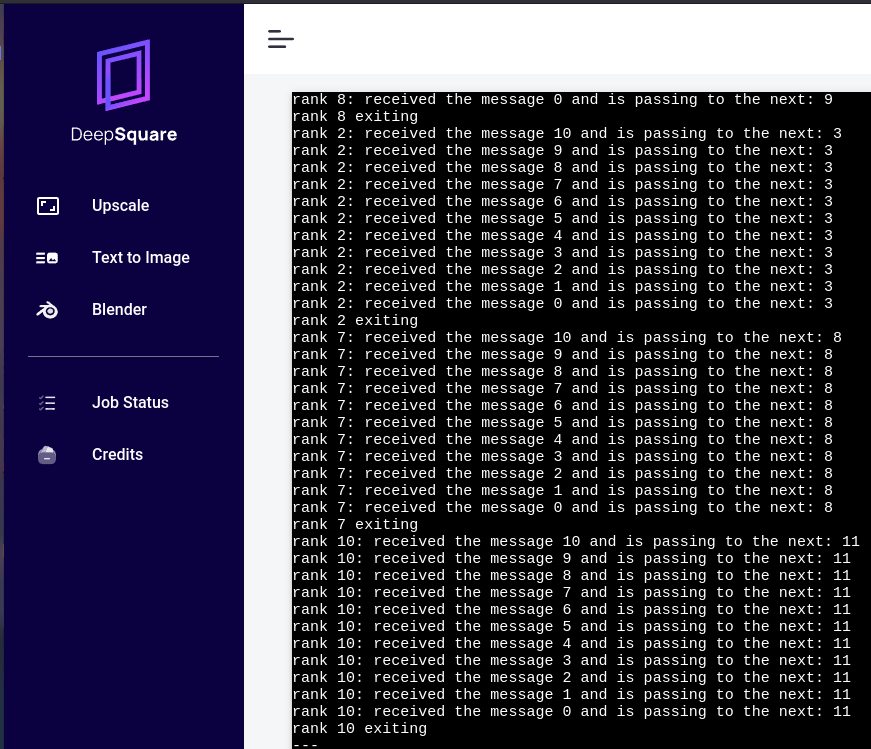 DeepSquare
Upscale
Text to Image
Blender
Job Status
Credits
rank 8: received the message 0 and is passing to the next: 9
rank 8 exiting
rank 2: received the message 10 and is passing to the next: 3
rank 2: received the message 9 and is passing to the next: 3
rank 2: received the message 8 and is passing to the next: 3
rank 2: received the message 7 and is passing to the next: 3
rank 2: received the message 6 and is passing to the next: 3
rank 2: received the message 5 and is passing to the next: 3
rank 2: received the message 4 and is passing to the next: 3
rank 2: received the message 3 and is passing to the next: 3
rank 2: received the message 2 and is passing to the next: 3
rank 2: received the message 1 and is passing to the next: 3
rank 2: received the message 0 and is passing to the next: 3
rank 2 exiting
rank 7: received the message 10 and is passing to the next: 8
rank 7: received the message 9 and is passing to the next: 8
rank 7: received the message 8 and is passing to the next: 8
rank 7: received the message 7 and is passing to the next: 8
rank 7: received the message 6 and is passing to the next: 8
rank 7: received the message 5 and is passing to the next: 8
rank 7: received the message 4 and is passing to the next: 8
rank 7: received the message 3 and is passing to the next: 8
rank 7: received the message 2 and is passing to the next: 8
rank 7: received the message 1 and is passing to the next: 8
rank 7: received the message 0 and is passing to the next: 8
rank 7 exiting
rank 10: received the message 10 and is passing to the next: 11
rank 10: received the message 9 and is passing to the next: 11
rank 10: received the message 8 and is passing to the next: 11
rank 10: received the message 7 and is passing to the next: 11
rank 10: received the message 6 and is passing to the next: 11
rank 10: received the message 5 and is passing to the next: 11
rank 10: received the message 4 and is passing to the next: 11
rank 10: received the message 3 and is passing to the next: 11
rank 10: received the message 2 and is passing to the next: 11
rank 10: received the message 1 and is passing to the next: 11
rank 10: received the message 0 and is passing to the next: 11
rank 10 exiting
---